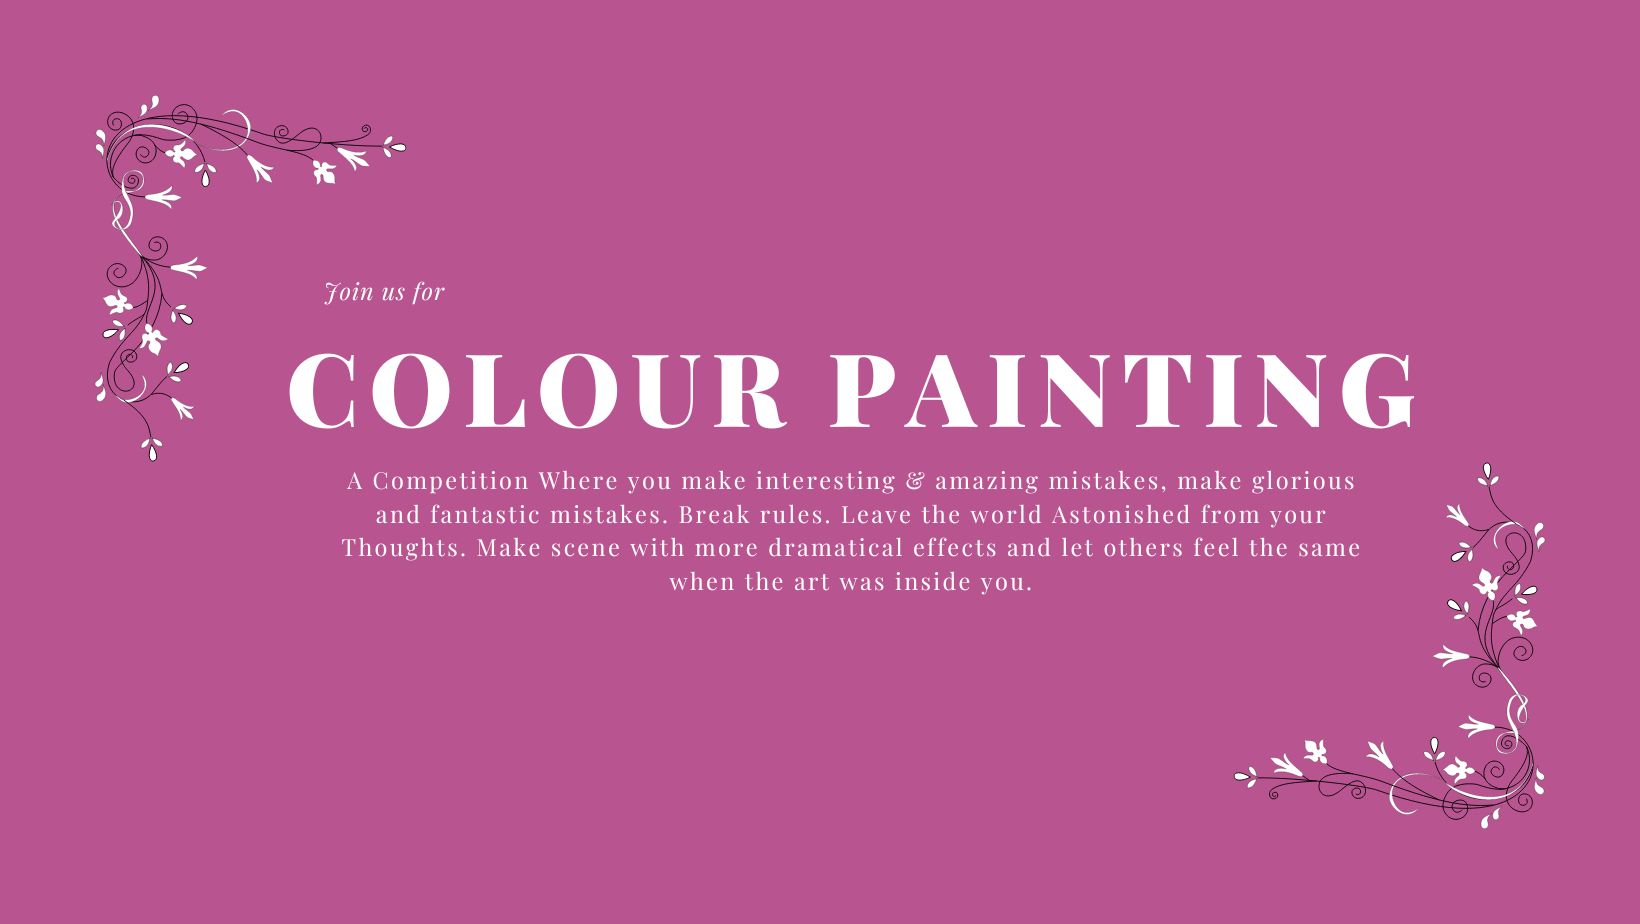 Join us for
COLOUR PAINTING
A Competition Where you make interesting & amazing mistakes, make glorious
and fantastic mistakes. Break rules. Leave the world Astonished from your
Thoughts. Make scene with more dramatical effects and let others feel the same
when the art was inside you.